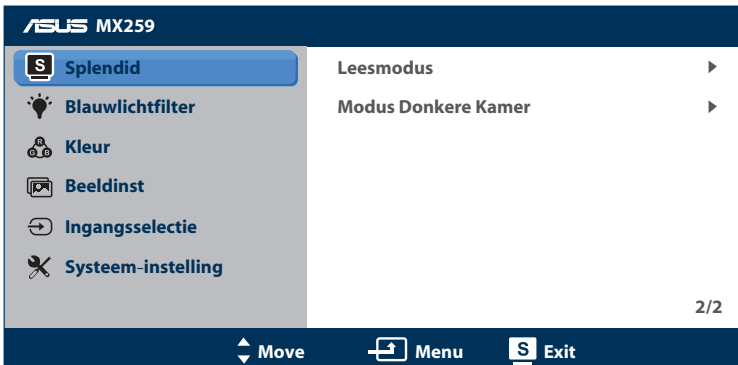 ASUS MX259
S Splendid
Blauwlichtfilter
R G B Kleur
Beeldinst
Ingangsselectie
Systeem-instelling
Leesmodus
Modus Donkere Kamer
2/2
Move Menu S Exit